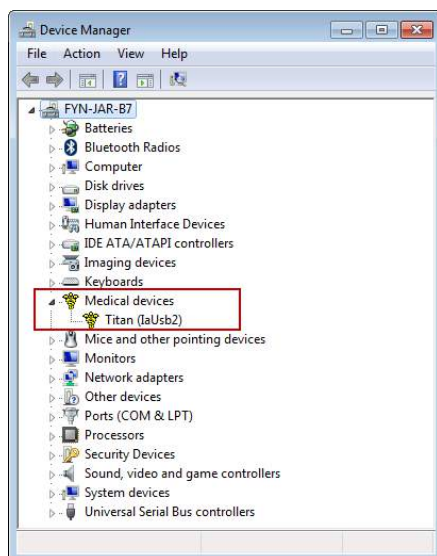 Device Manager
File Action View Help
FYN-JAR-B7
Batteries
Bluetooth Radios
Computer
Disk drives
Display adapters
Human Interface Devices
IDE ATA/ATAPI controllers
Imaging devices
Keyboards
Medical devices
Titan (IaUsb2)
Mice and other pointing devices
Monitors
Network adapters
Other devices
Ports (COM & LPT)
Processors
Security Devices
Sound, video and game controllers
System devices
Universal Serial Bus controllers